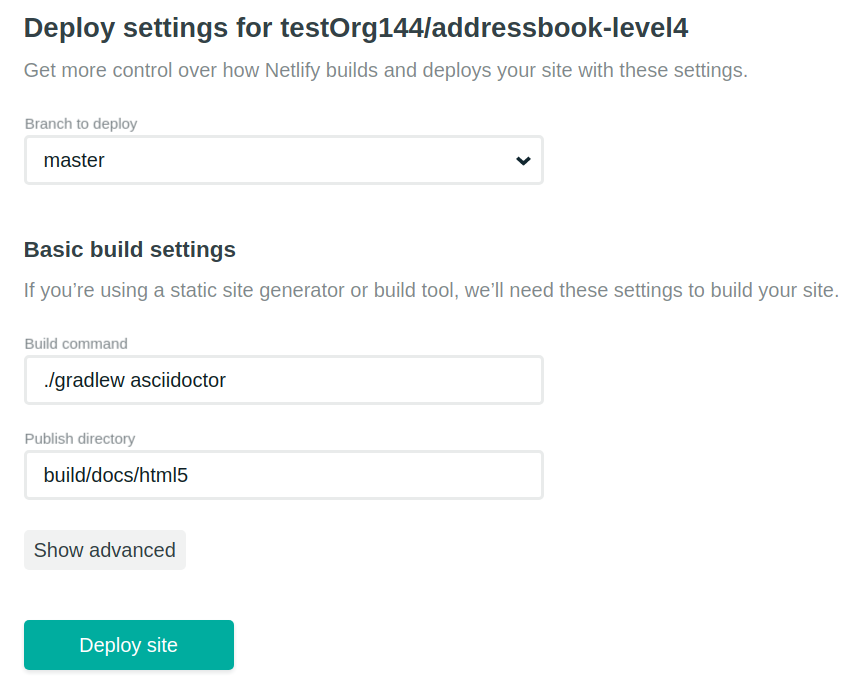 Deploy settings for testOrg144/addressbook-level4
Get more control over how Netlify builds and deploys your site with these settings.
Branch to deploy
master
Basic build settings
If you’re using a static site generator or build tool, we’ll need these settings to build your site.
Build command
./gradlew asciidoctor
Publish directory
build/docs/html5
Show advanced
Deploy site